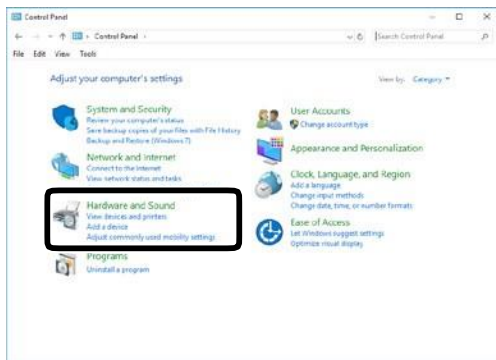 Control Panel
Control Panel
Search Control Panel
File Edit View Tools
Adjust your computer's settings
View by: Category
System and Security
Review your computer's status
Save backup copies of your files with File History
Backup and Restore (Windows 7)
Network and Internet
Connect to the Internet
View network status and tasks
Hardware and Sound
View devices and printers
Add a device
Adjust commonly used mobility settings
Programs
Uninstall a program
User Accounts
Change account type
Appearance and Personalization
Clock, Language, and Region
Add a language
Change input methods
Change date, time, or number formats
Ease of Access
Let Windows suggest settings
Optimize visual display